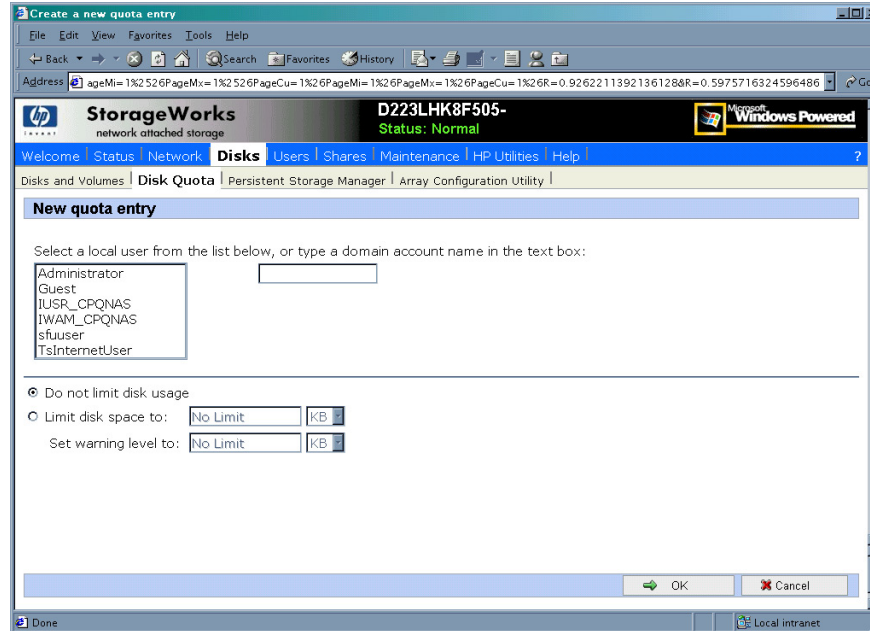 Create a new quota entry
File Edit View Favorites Tools Help
Back Search Favorites History
Address ageMi=1%2526PageMx=1%2526PageCu=1%26PageMi=1%26PageMx=1%26PageCu=1%26R=0.9262211392136128&R=0.5975716324596486 Go
hp StorageWorks D223LHK8F505- Microsoft
invent network attached storage Status: Normal Windows Powered
Welcome Status Network Disks Users Shares Maintenance HP Utilities Help ?
Disks and Volumes Disk Quota Persistent Storage Manager Array Configuration Utility
New quota entry
Select a local user from the list below, or type a domain account name in the text box:
Administrator
Guest
IUSR_CPQNAS
IWAM_CPQNAS
sfuuser
TsInternetUser
Do not limit disk usage
Limit disk space to: No Limit KB
Set warning level to: No Limit KB
OK Cancel
Done Local intranet